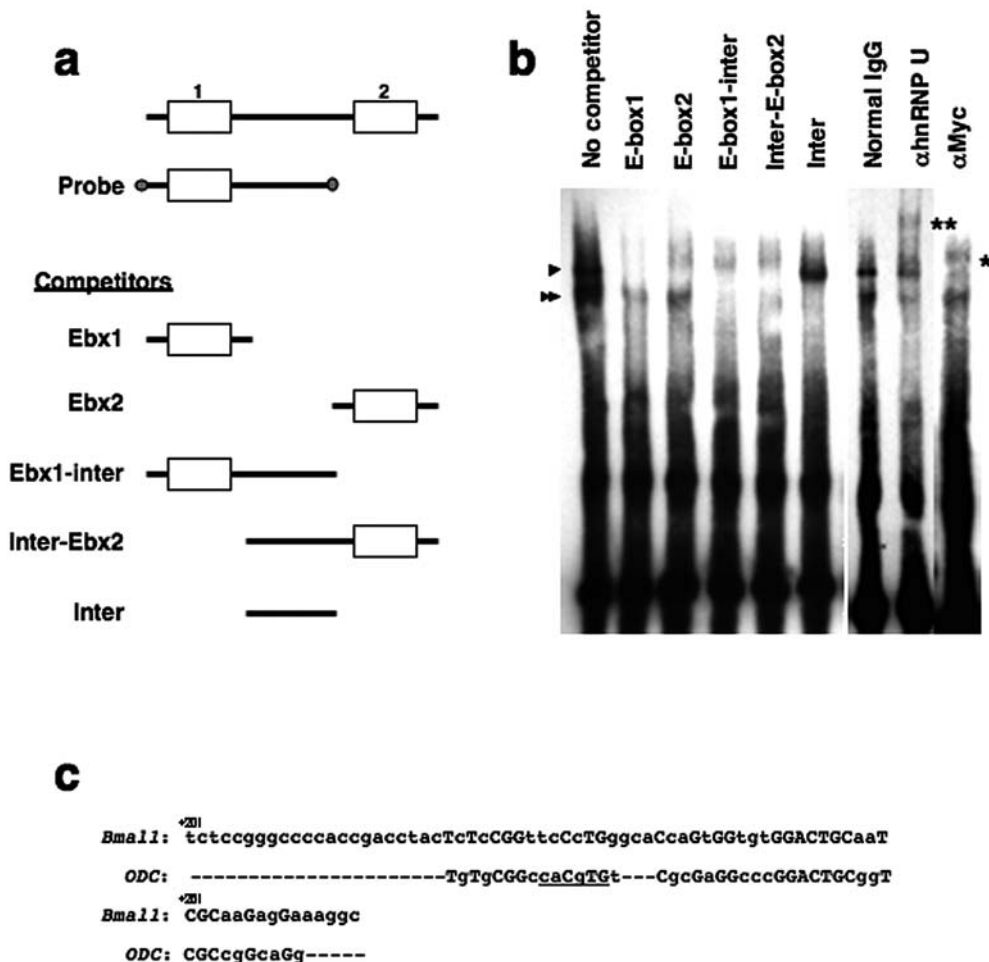 a
1
2
Probe
Competitors
Ebx1
Ebx2
Ebx1-inter
Inter-Ebx2
Inter
b
No competitor
E-box1
E-box2
E-box1-inter
Inter-E-box2
Inter
Normal IgG
αhnRNP U
αMyc
**
*
c
+201
Bmal1: tctccgggccccaccgacctacTcTcCGGttcCcTGggcaCcaGtGGtgtGGACTGCaaT
ODC: ----------------------TgTgCGGccaCgTGt---CgcGaGGcccGGACTGCggT
+261
Bmal1: CGCaaGagGaaaggc
ODC: CGCcgGcaGg-----